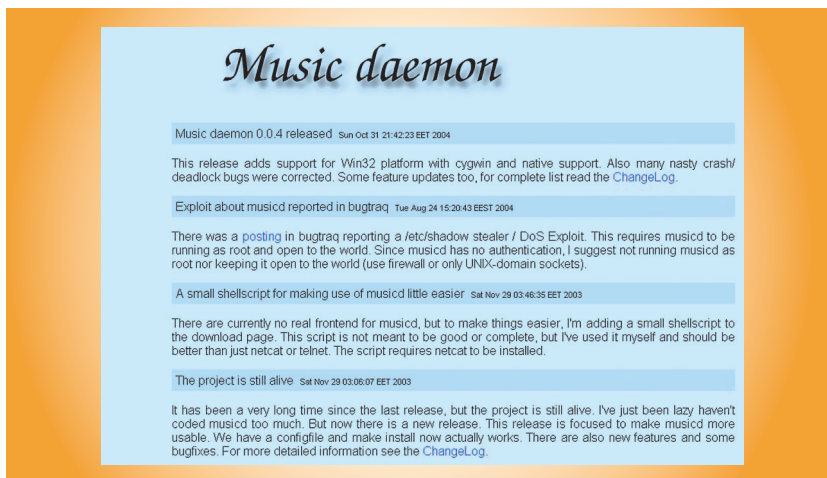 Music daemon
Music daemon 0.0.4 released Sun Oct 31 21:42:23 EET 2004
This release adds support for Win32 platform with cygwin and native support. Also many nasty crash/
deadlock bugs were corrected. Some feature updates too, for complete list read the ChangeLog.
Exploit about musicd reported in bugtraq Tue Aug 24 15:20:43 EEST 2004
There was a posting in bugtraq reporting a /etc/shadow stealer / DoS Exploit. This requires musicd to be
running as root and open to the world. Since musicd has no authentication, I suggest not running musicd as
root nor keeping it open to the world (use firewall or only UNIX-domain sockets).
A small shellscript for making use of musicd little easier Sat Nov 29 03:46:35 EET 2003
There are currently no real frontend for musicd, but to make things easier, I'm adding a small shellscript to
the download page. This script is not meant to be good or complete, but I've used it myself and should be
better than just netcat or telnet. The script requires netcat to be installed.
The project is still alive Sat Nov 29 03:06:07 EET 2003
It has been a very long time since the last release, but the project is still alive. I've just been lazy haven't
coded musicd too much. But now there is a new release. This release is focused to make musicd more
usable. We have a configfile and make install now actually works. There are also new features and some
bugfixes. For more detailed information see the ChangeLog.